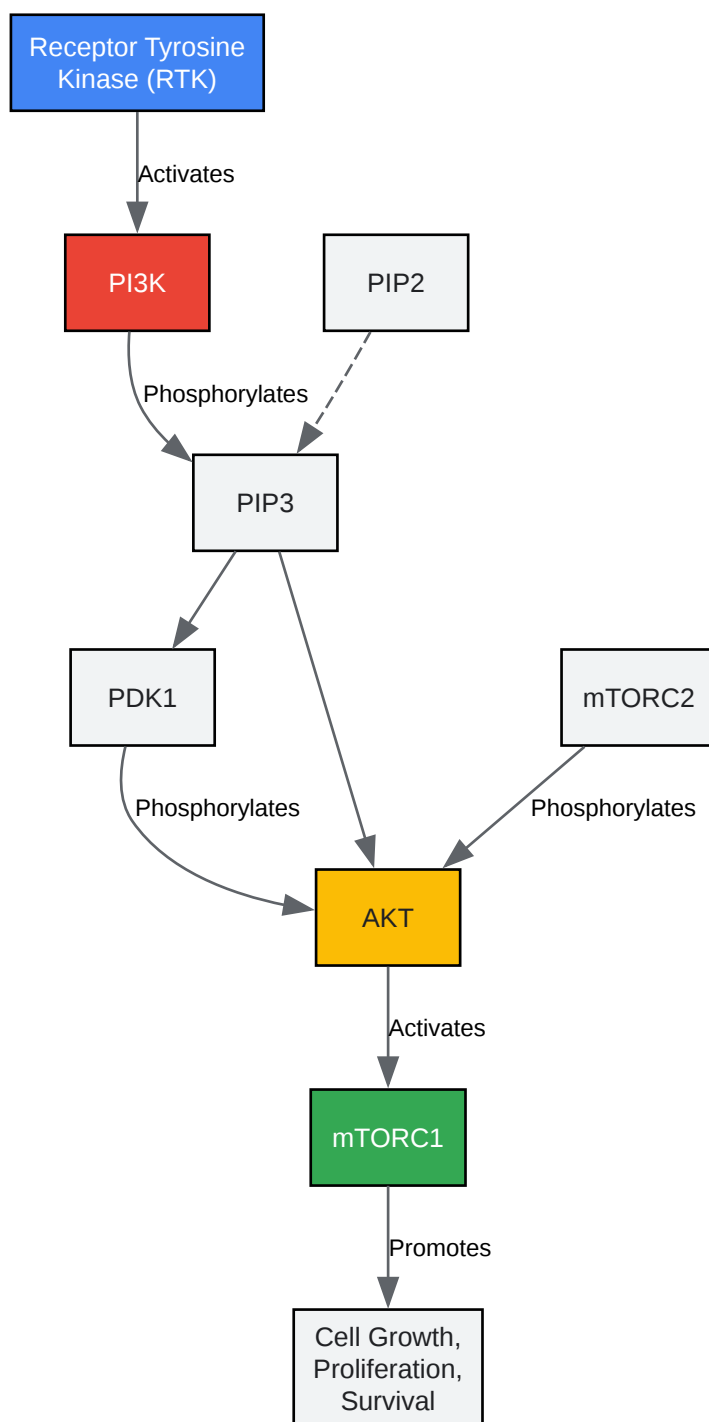 Receptor Tyrosine
Kinase (RTK)
Activates
PI3K
PIP2
Phosphorylates
PIP3
PDK1
mTORC2
Phosphorylates
Phosphorylates
AKT
Activates
mTORC1
Promotes
Cell Growth,
Proliferation,
Survival